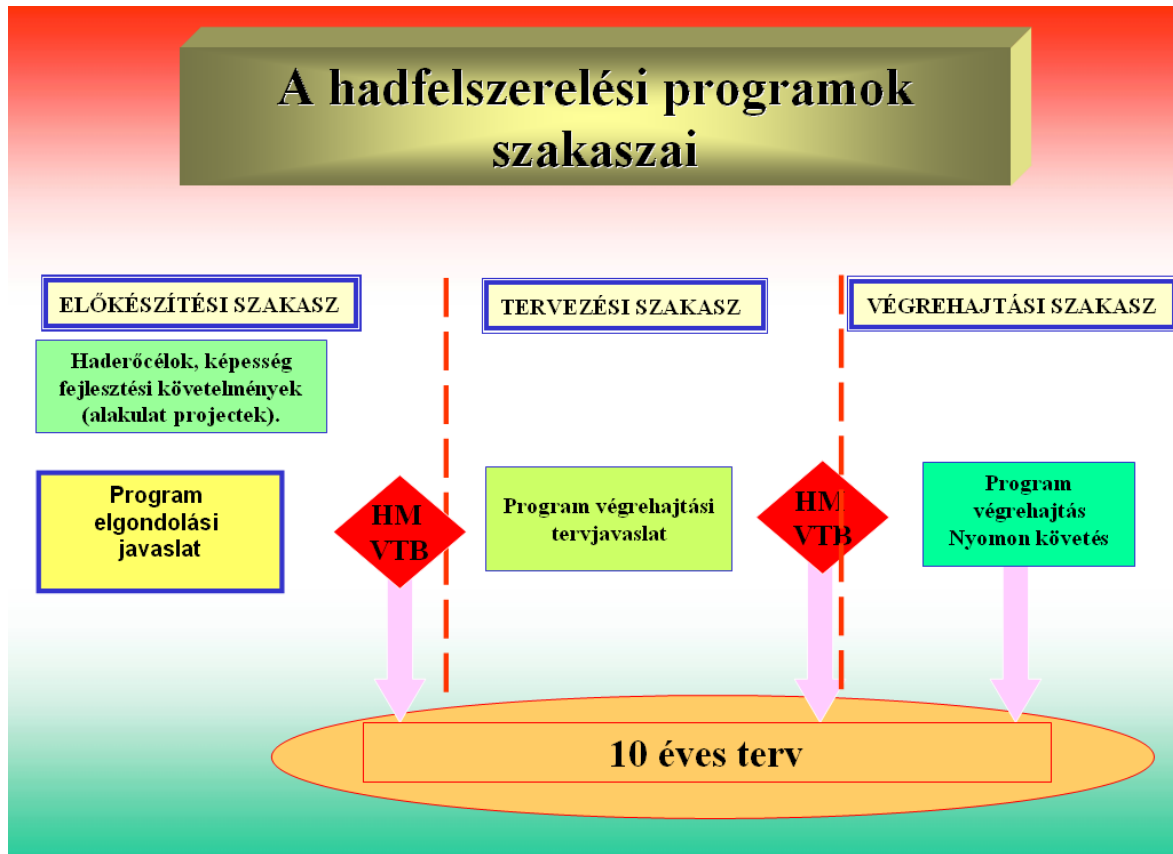 A hadfelszerelési programok
szakaszai
ELŐKÉSZÍTÉSI SZAKASZ
TERVEZÉSI SZAKASZ
VÉGREHAJTÁSI SZAKASZ
Haderőcélok, képesség
fejlesztési követelmények
(alakulat projectek).
Program
elgondolási
javaslat
HM
VTB
Program végrehajtási
tervjavaslat
HM
VTB
Program
végrehajtás
Nyomon követés
10 éves terv